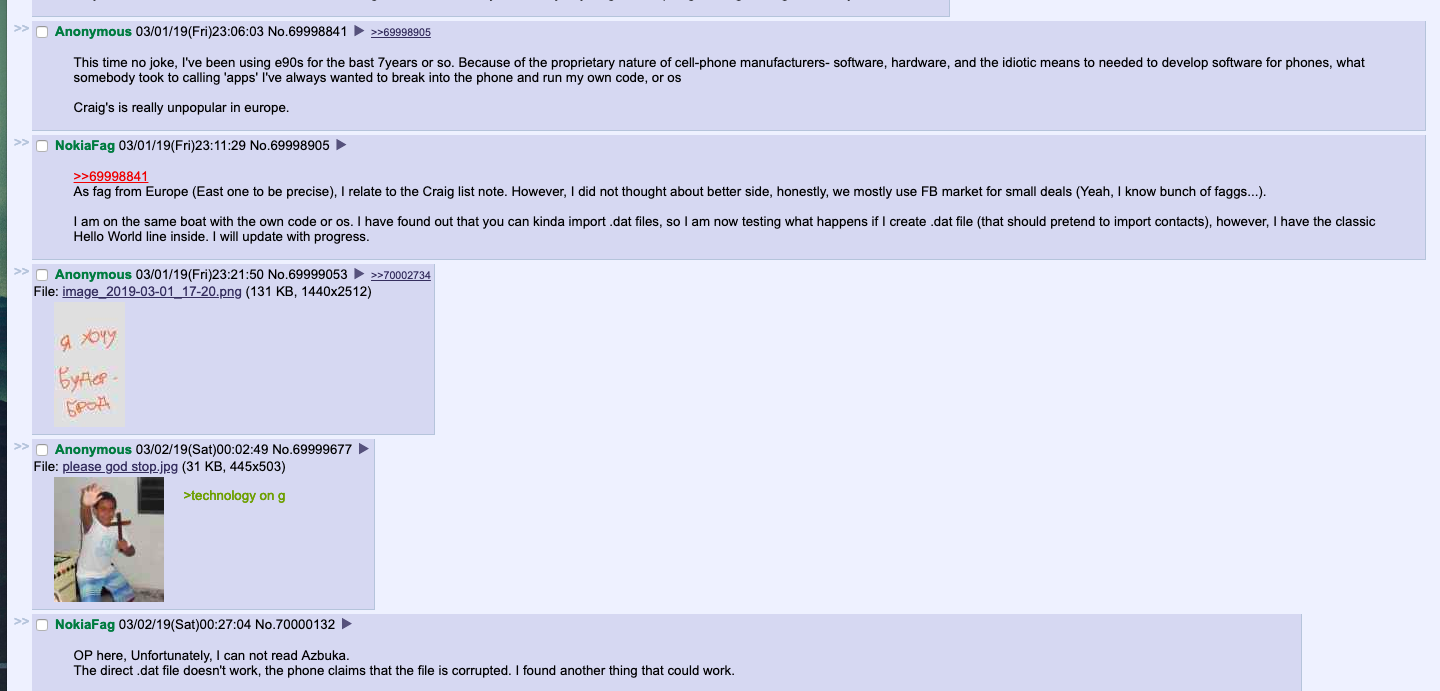 >> Anonymous 03/01/19(Fri)23:06:03 No.69998841 ▶ >>69998905
This time no joke, I've been using e90s for the bast 7years or so. Because of the proprietary nature of cell-phone manufacturers- software, hardware, and the idiotic means to needed to develop software for phones, what
somebody took to calling 'apps' I've always wanted to break into the phone and run my own code, or os
Craig's is really unpopular in europe.
>> NokiaFag 03/01/19(Fri)23:11:29 No.69998905 ▶
>>69998841
As fag from Europe (East one to be precise), I relate to the Craig list note. However, I did not thought about better side, honestly, we mostly use FB market for small deals (Yeah, I know bunch of faggs...).
I am on the same boat with the own code or os. I have found out that you can kinda import .dat files, so I am now testing what happens if I create .dat file (that should pretend to import contacts), however, I have the classic
Hello World line inside. I will update with progress.
>> Anonymous 03/01/19(Fri)23:21:50 No.69999053 ▶ >>70002734
File: image_2019-03-01_17-20.png (131 KB, 1440x2512)
я хочу
Бутер-
БРОД
>> Anonymous 03/02/19(Sat)00:02:49 No.69999677 ▶
File: please god stop.jpg (31 KB, 445x503)
>technology on g
>> NokiaFag 03/02/19(Sat)00:27:04 No.70000132 ▶
OP here, Unfortunately, I can not read Azbuka.
The direct .dat file doesn't work, the phone claims that the file is corrupted. I found another thing that could work.